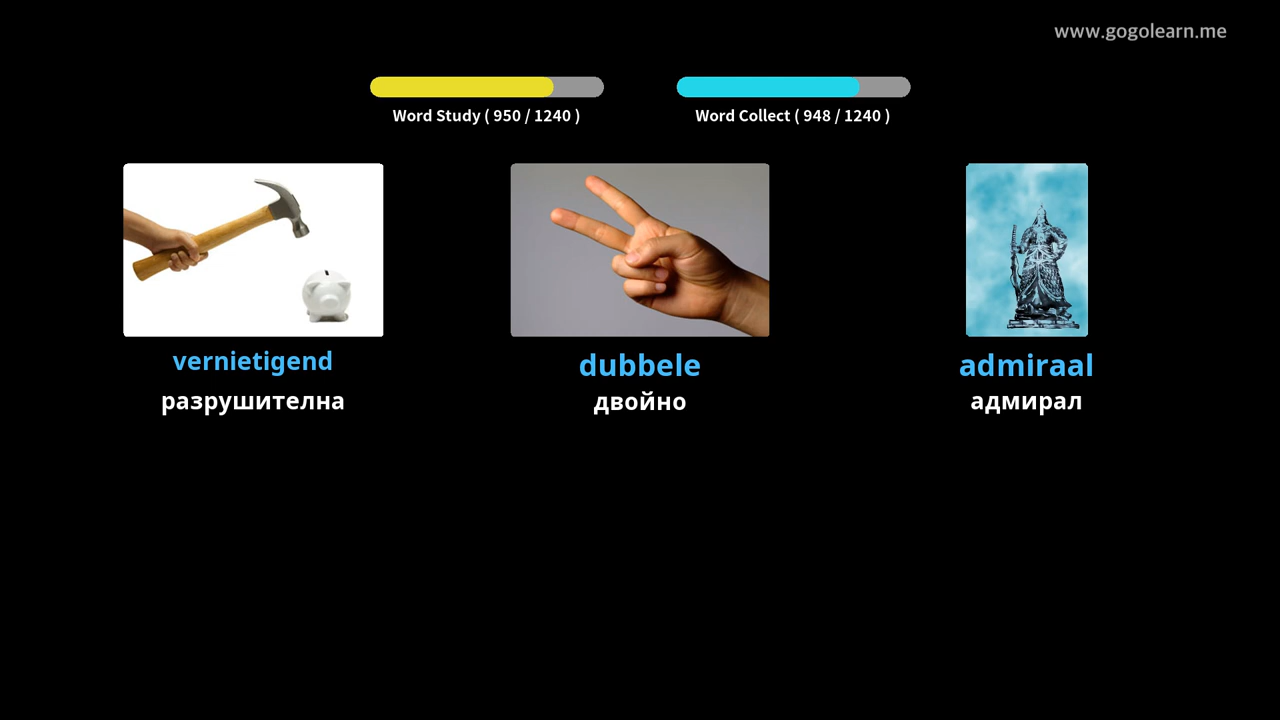 www.gogolearn.me
Word Study ( 950 / 1240 )
Word Collect ( 948 / 1240 )
vernietigend
разрушителна
dubbele
двойно
admiraal
адмирал